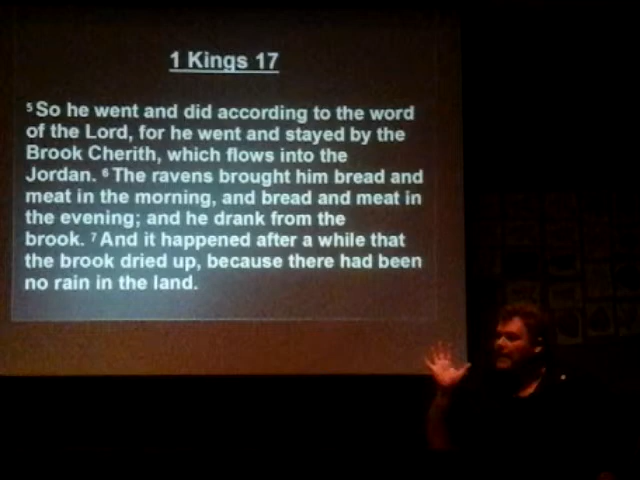 1 Kings 17
⁵ So he went and did according to the word
of the Lord, for he went and stayed by the
Brook Cherith, which flows into the
Jordan. ⁶ The ravens brought him bread and
meat in the morning, and bread and meat in
the evening; and he drank from the
brook. ⁷ And it happened after a while that
the brook dried up, because there had been
no rain in the land.